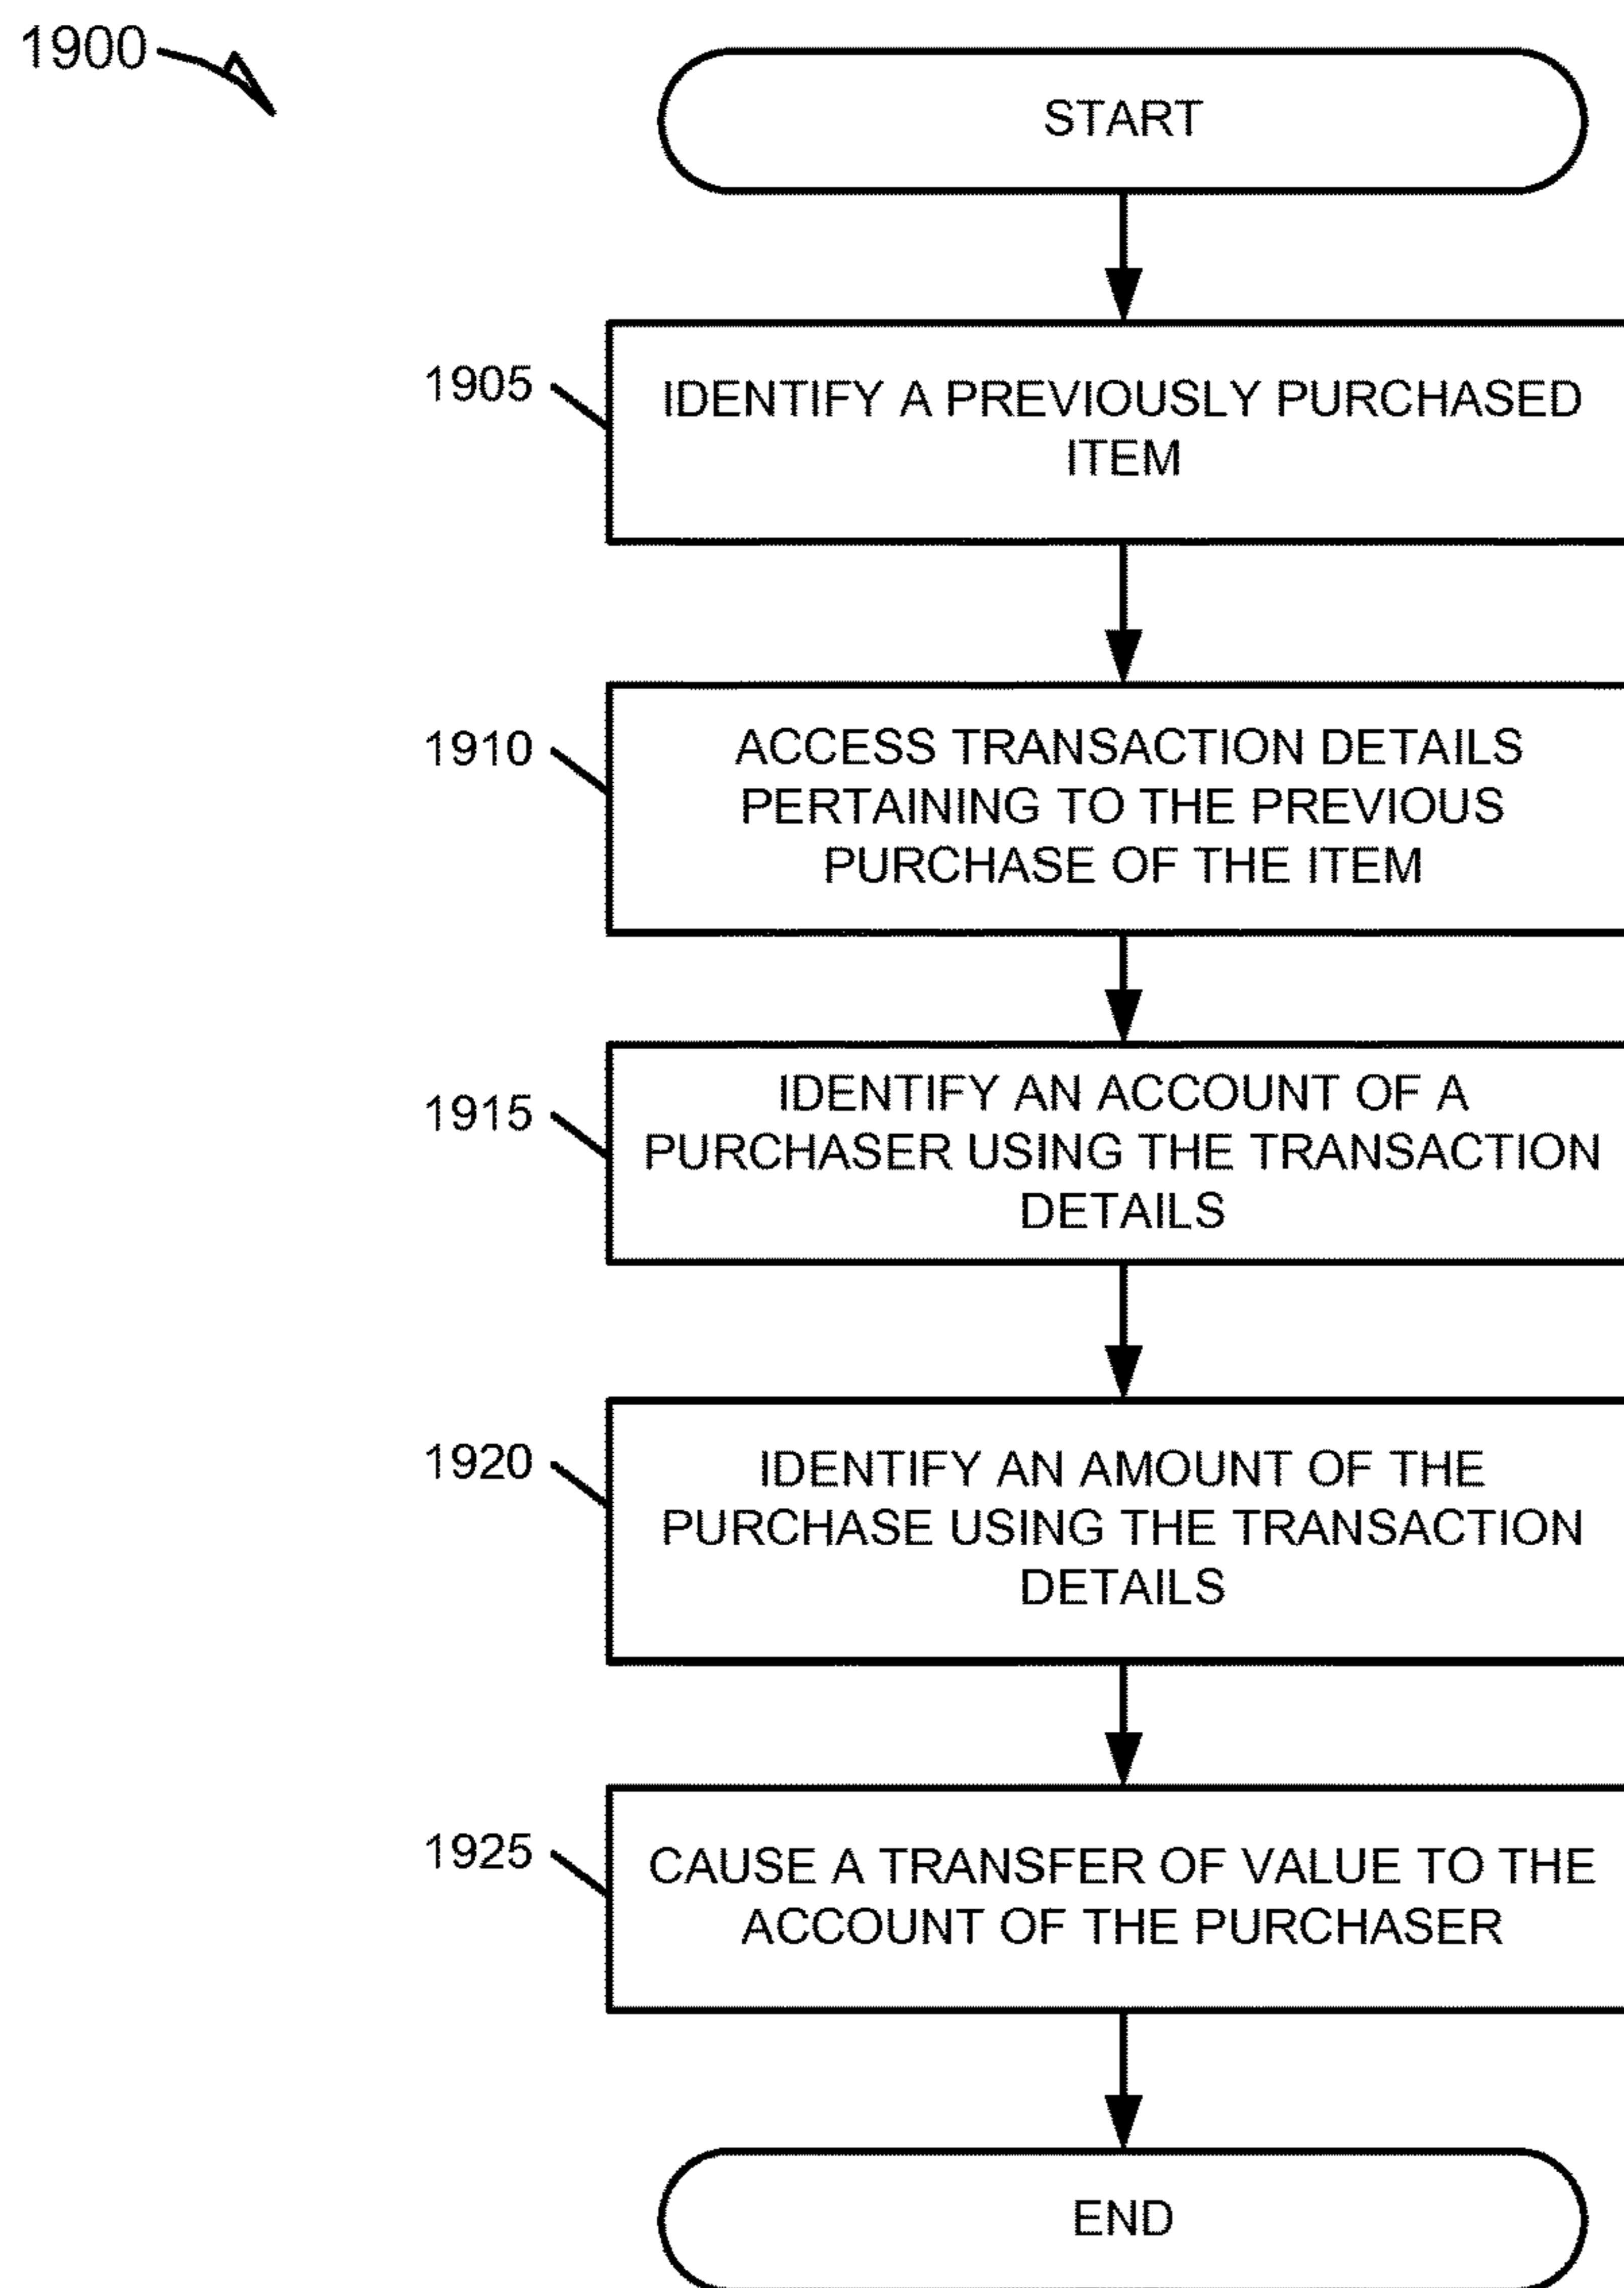 1900
START
1905
IDENTIFY A PREVIOUSLY PURCHASED
ITEM
1910
ACCESS TRANSACTION DETAILS
PERTAINING TO THE PREVIOUS
PURCHASE OF THE ITEM
1915
IDENTIFY AN ACCOUNT OF A
PURCHASER USING THE TRANSACTION
DETAILS
1920
IDENTIFY AN AMOUNT OF THE
PURCHASE USING THE TRANSACTION
DETAILS
1925
CAUSE A TRANSFER OF VALUE TO THE
ACCOUNT OF THE PURCHASER
END